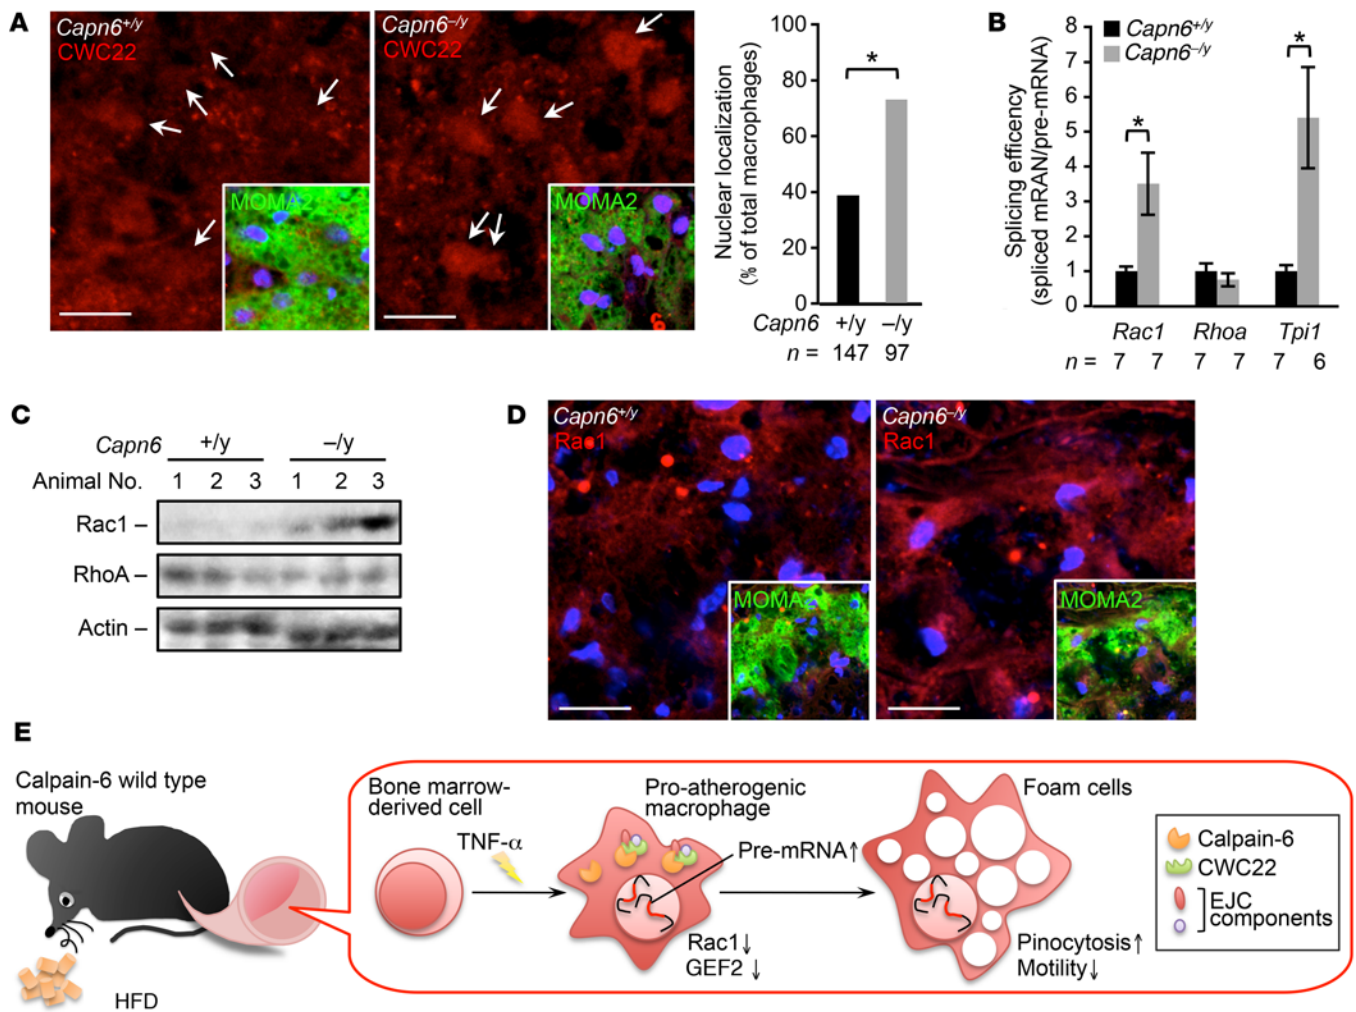 A
Capn6+/y
CWC22
MOMA2
Capn6–/y
CWC22
MOMA2
Nuclear localization
(% of total macrophages)
100
80
60
40
20
0
*
Capn6 +/y –/y
n = 147 97
B
Splicing efficency
(spliced mRAN/pre-mRNA)
8
7
6
5
4
3
2
1
0
Capn6+/y
Capn6–/y
*
*
Rac1 Rhoa Tpi1
n = 7 7 7 7 7 6
C
Capn6 +/y –/y
Animal No. 1 2 3 1 2 3
Rac1 –
RhoA –
Actin –
D
Capn6+/y
Rac1
MOMA2
Capn6–/y
Rac1
MOMA2
E
Calpain-6 wild type
mouse
HFD
Bone marrow-
derived cell
TNF-α
Pro-atherogenic
macrophage
Pre-mRNA↑
Rac1↓
GEF2 ↓
Foam cells
Pinocytosis↑
Motility↓
Calpain-6
CWC22
EJC
components